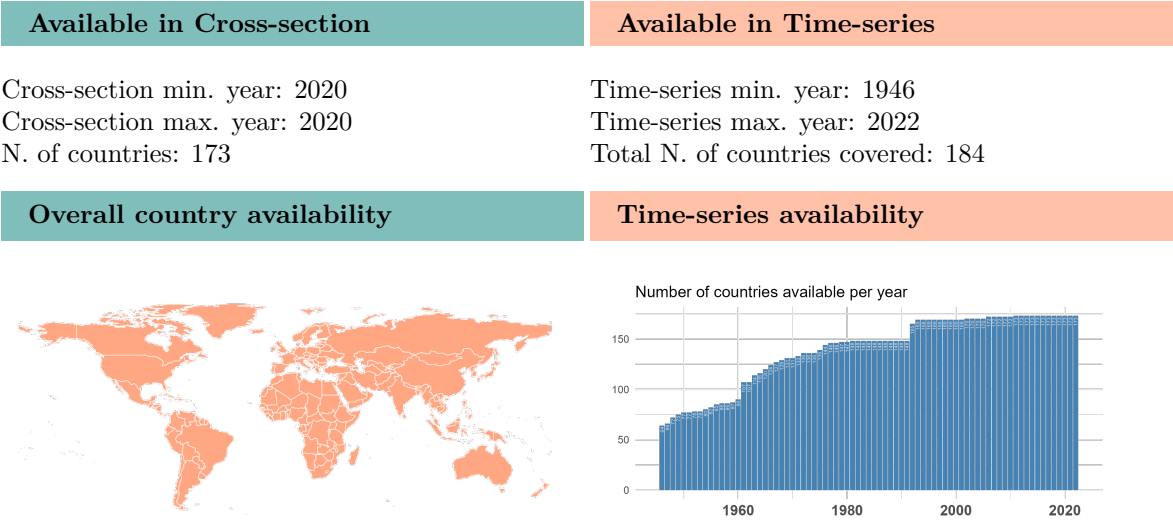 Available in Cross-section
Available in Time-series
Cross-section min. year: 2020
Cross-section max. year: 2020
N. of countries: 173
Time-series min. year: 1946
Time-series max. year: 2022
Total N. of countries covered: 184
Overall country availability
Time-series availability
Number of countries available per year
150
100
50
0
1960 1980 2000 2020